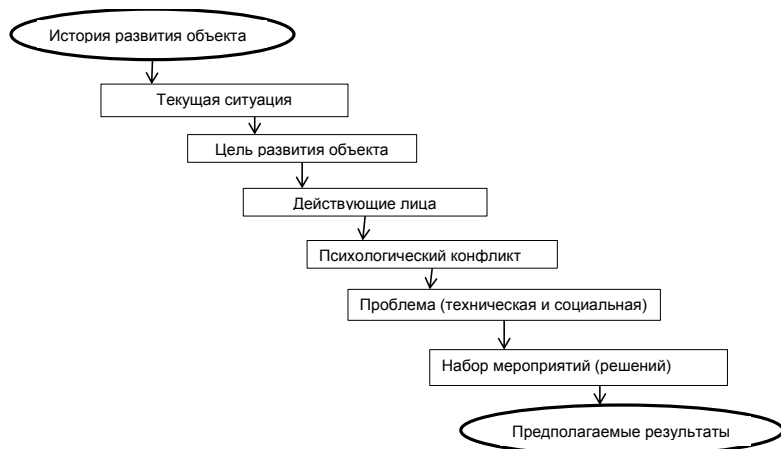 История развития объекта
Текущая ситуация
Цель развития объекта
Действующие лица
Психологический конфликт
Проблема (техническая и социальная)
Набор мероприятий (решений)
Предполагаемые результаты